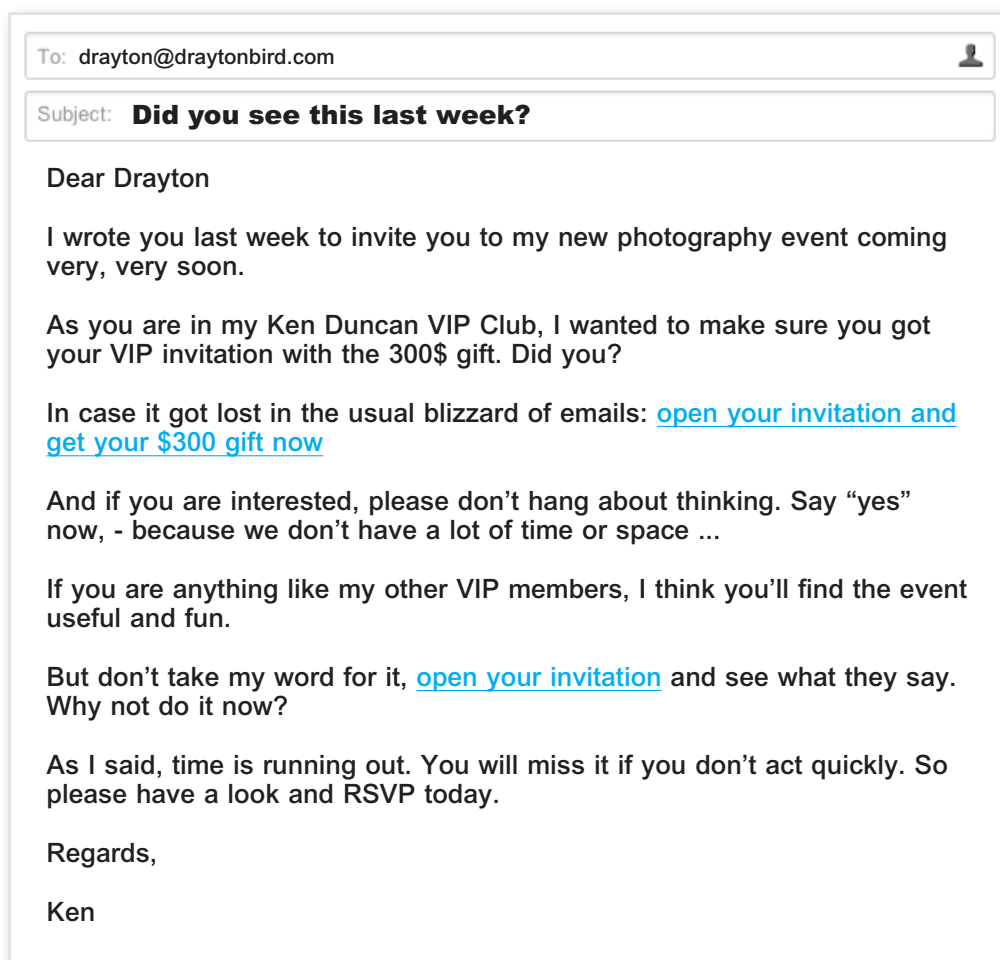 To: drayton@draytonbird.com
Subject: Did you see this last week?
Dear Drayton
I wrote you last week to invite you to my new photography event coming
very, very soon.
As you are in my Ken Duncan VIP Club, I wanted to make sure you got
your VIP invitation with the 300$ gift. Did you?
In case it got lost in the usual blizzard of emails: open your invitation and
get your $300 gift now
And if you are interested, please don’t hang about thinking. Say “yes”
now, - because we don’t have a lot of time or space ...
If you are anything like my other VIP members, I think you’ll find the event
useful and fun.
But don’t take my word for it, open your invitation and see what they say.
Why not do it now?
As I said, time is running out. You will miss it if you don’t act quickly. So
please have a look and RSVP today.
Regards,
Ken